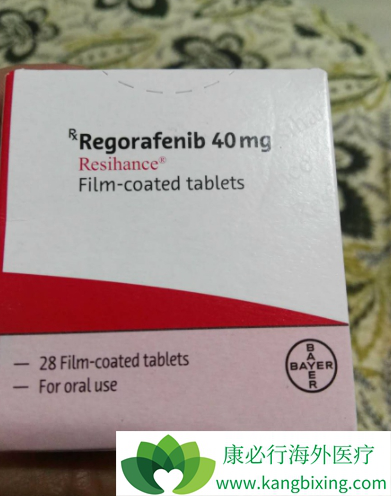 Rx Regorafenib 40 mg
Resihance®
Film-coated tablets
— 28 Film-coated tablets
— For oral use
BAYER
BAYER
康必行海外医疗
www.kangbixing.com